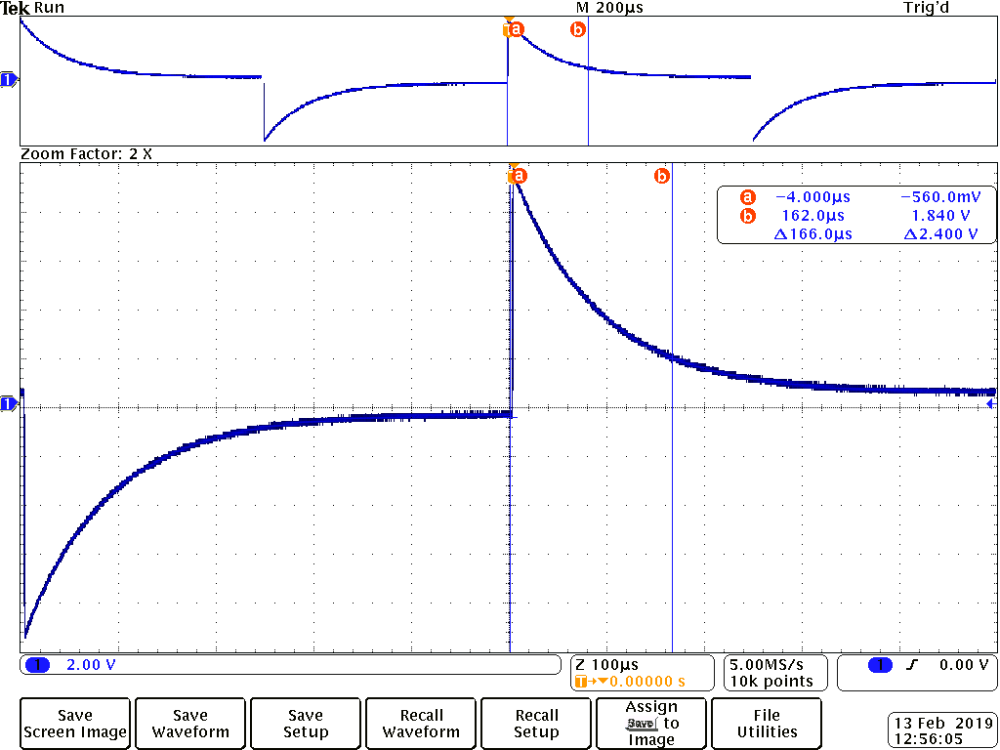 Tek Run M 200µs Trig'd
T a b
1
Zoom Factor: 2 X
a b
a −4.000µs −560.0mV
b 162.0µs 1.840 V
Δ166.0µs Δ2.400 V
1
1 2.00 V Z 100µs 5.00MS/s 1 0.00 V
T 0.00000 s 10k points
Save Screen Image
Save Waveform
Save Setup
Recall Waveform
Recall Setup
Assign Save to Image
File Utilities
13 Feb 2019
12:56:05